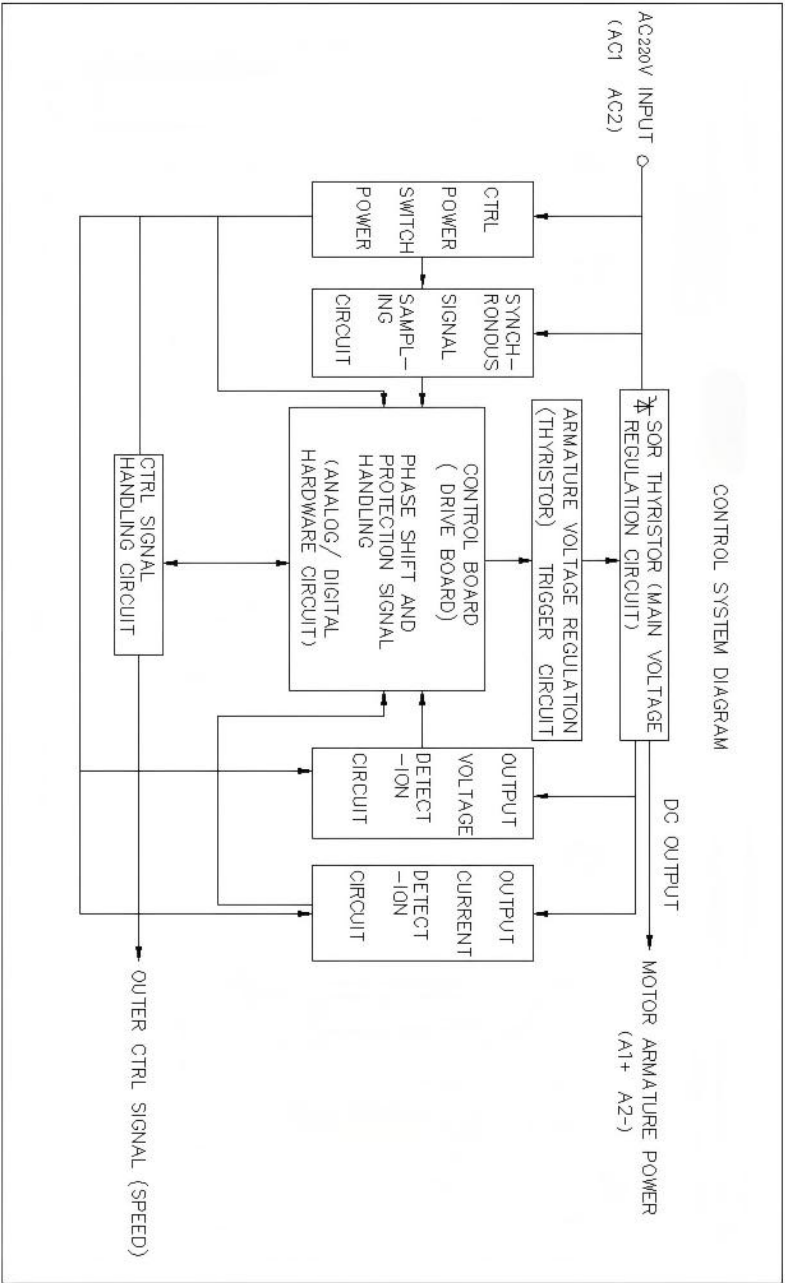 CONTROL SYSTEM DIAGRAM
AC220V INPUT
(AC1 AC2)
SOR THYRISTOR (MAIN VOLTAGE
REGULATION CIRCUIT)
DC OUTPUT
MOTOR ARMATURE POWER
(A1+ A2-)
ARMATURE VOLTAGE REGULATION
(THYRISTOR) TRIGGER CIRCUIT
CTRL
POWER
SWITCH
POWER
SYNCH-
RONDUS
SIGNAL
SAMPL-
ING
CIRCUIT
CONTROL BOARD
( DRIVE BOARD)
PHASE SHIFT AND
PROTECTION SIGNAL
HANDLING
(ANALOG/ DIGITAL
HARDWARE CIRCUIT)
OUTPUT
VOLTAGE
DETECT
-ION
CIRCUIT
OUTPUT
CURRENT
DETECT
-ION
CIRCUIT
CTRL SIGNAL
HANDLING CIRCUIT
OUTER CTRL SIGNAL (SPEED)